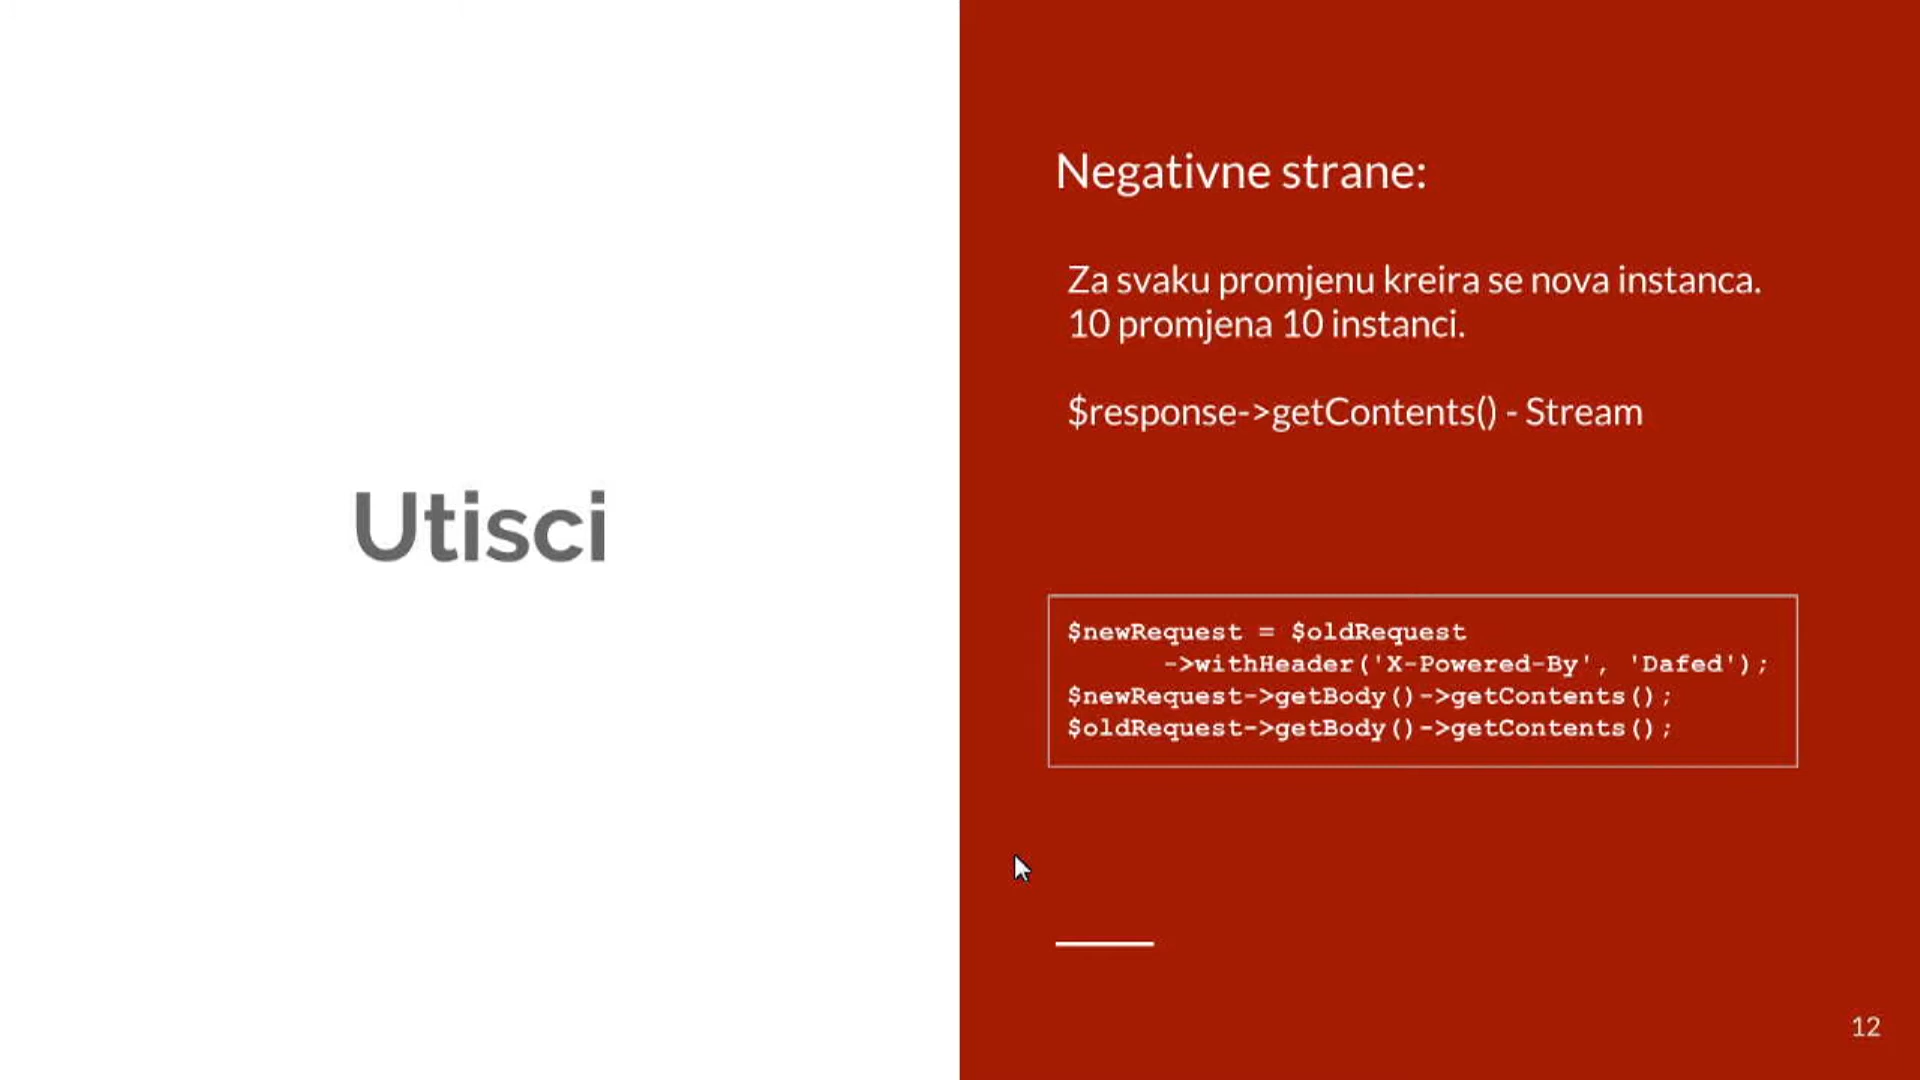 Utisci
Negativne strane:
Za svaku promjenu kreira se nova instanca.
10 promjena 10 instanci.
$response->getContents() - Stream
$newRequest = $oldRequest
->withHeader('X-Powered-By', 'Dafed');
$newRequest->getBody()->getContents();
$oldRequest->getBody()->getContents();
12